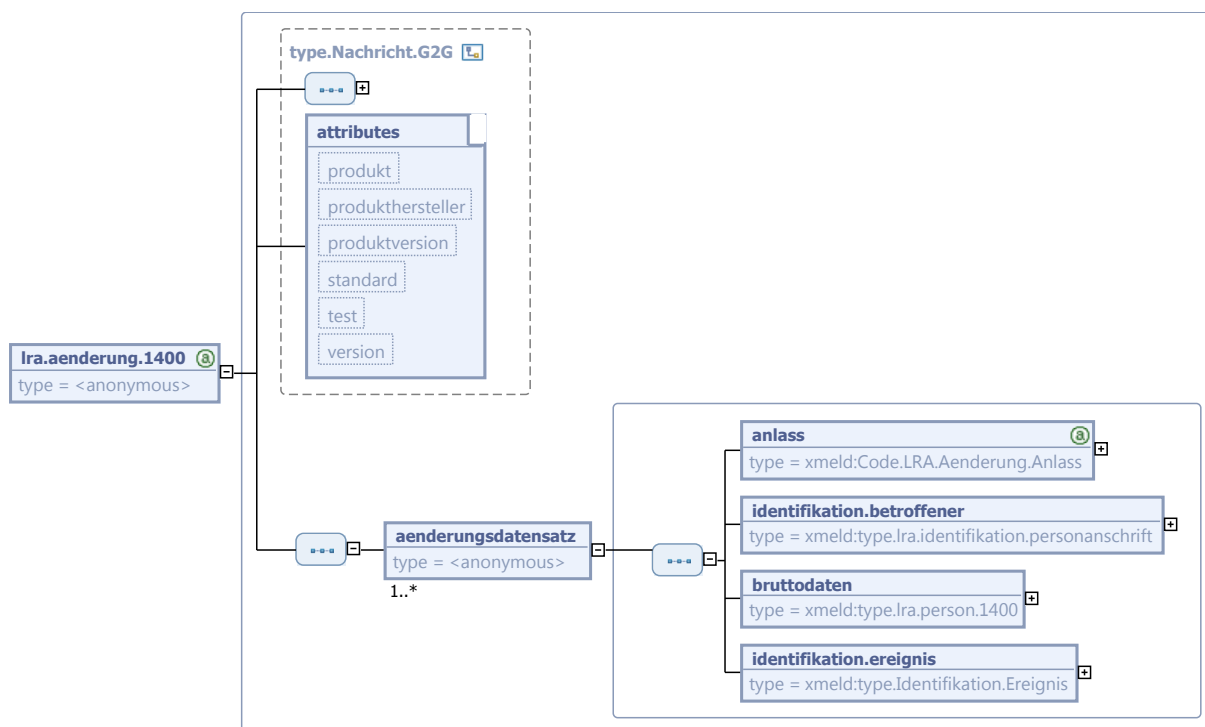 type.Nachricht.G2G
attributes
produkt
produkthersteller
produktversion
standard
test
version
lra.aenderung.1400
type = <anonymous>
aenderungsdatensatz
type = <anonymous>
1..*
anlass
type = xmeld:Code.LRA.Aenderung.Anlass
identifikation.betroffener
type = xmeld:type.lra.identifikation.personanschrift
bruttodaten
type = xmeld:type.lra.person.1400
identifikation.ereignis
type = xmeld:type.Identifikation.Ereignis